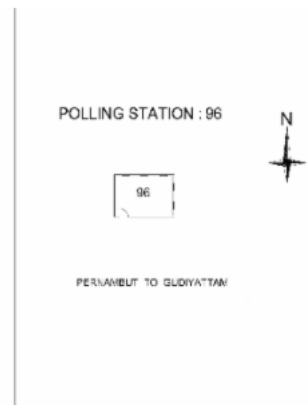 POLLING STATION : 96
N
96
PERNAMBUT TO GUDIYATTAM